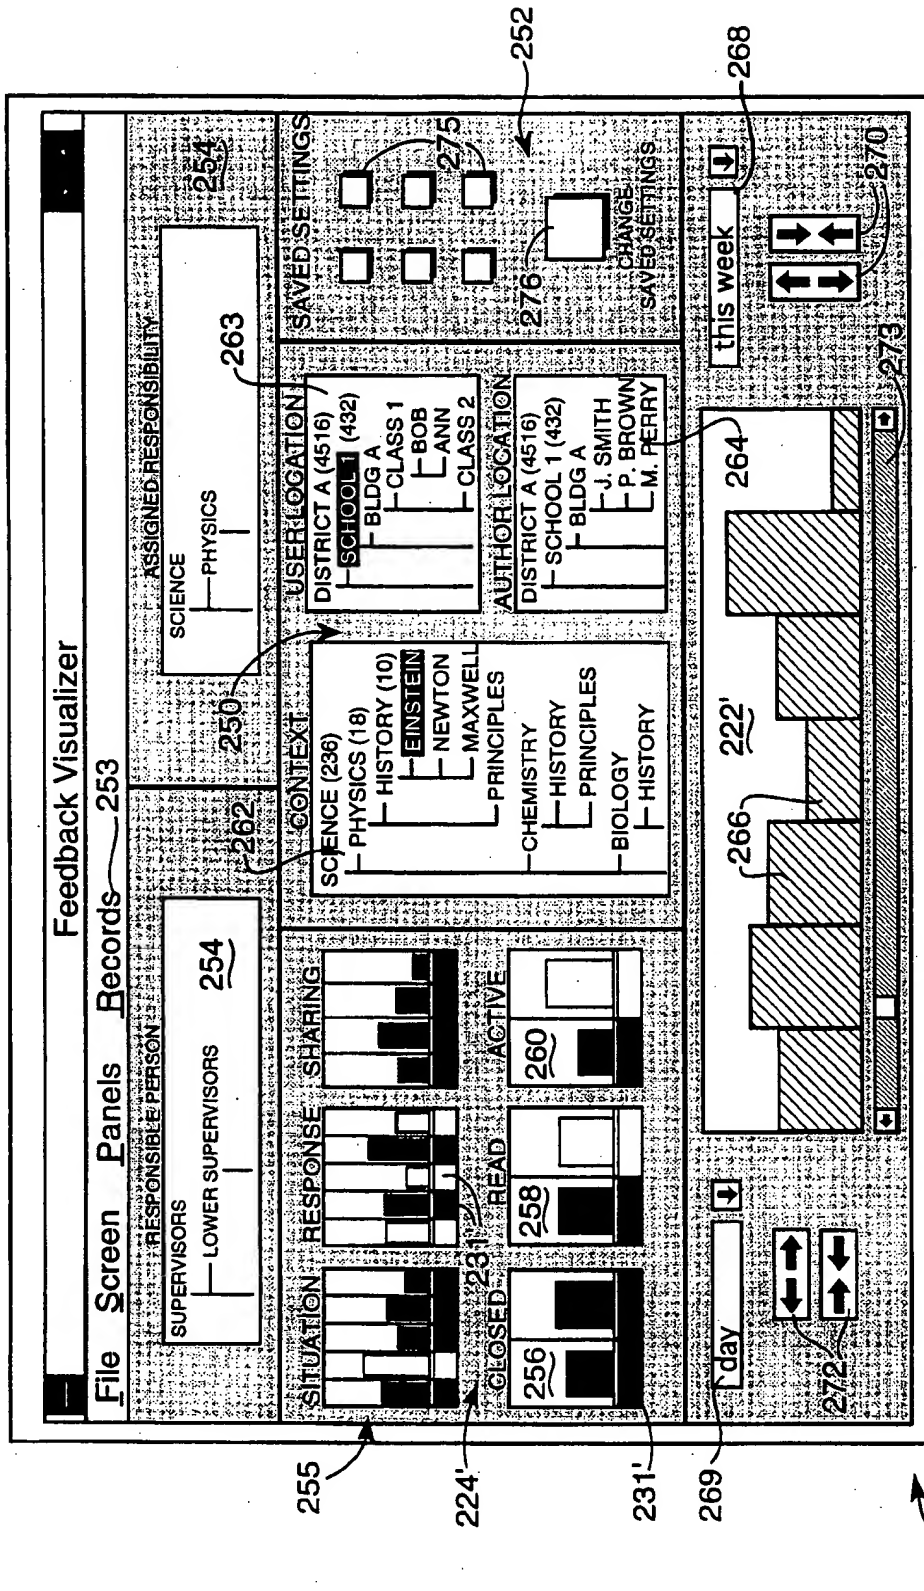 Feedback Visualizer
File Screen Panels Records 253
RESPONSIBLE PERSON
SUPERVISORS
LOWER SUPERVISORS
254
ASSIGNED RESPONSIBILITY
SCIENCE
PHYSICS
254
255
SITUATION
RESPONSE
SHARING
231'
224'
CLOSED
READ
ACTIVE
256
258
260
231'
262
250
263
CONTEXT
SCIENCE (236)
PHYSICS (18)
HISTORY (10)
EINSTEIN
NEWTON
MAXWELL
PRINCIPLES
CHEMISTRY
HISTORY
PRINCIPLES
BIOLOGY
HISTORY
USER LOCATION
DISTRICT A (4516)
SCHOOL 1 (432)
BLDG A
CLASS 1
BOB
ANN
CLASS 2
AUTHOR LOCATION
DISTRICT A (4516)
SCHOOL 1 (432)
BLDG A
J. SMITH
P. BROWN
M. PERRY
264
SAVED SETTINGS
275
276
CHANGE
SAVED SETTINGS
252
269
day
272
266
222'
this week
268
270
273